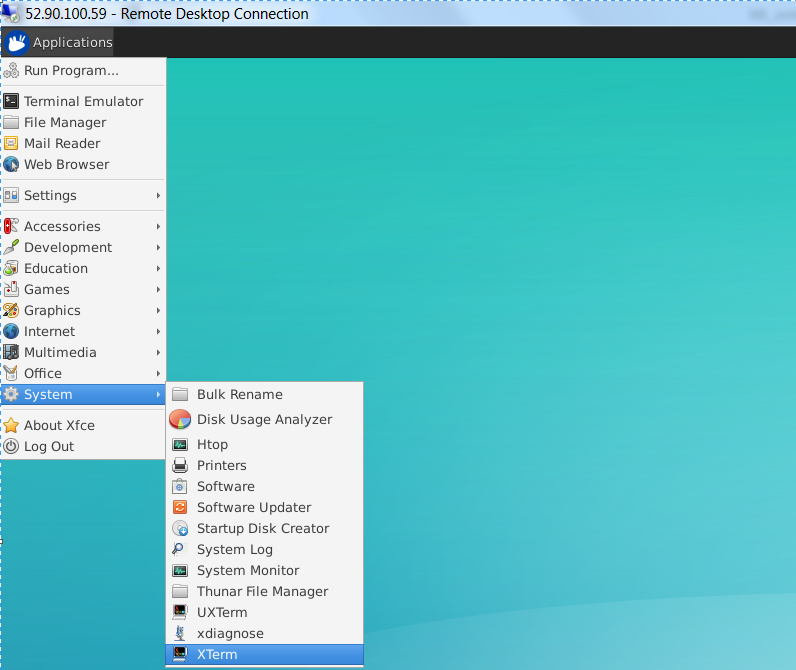 52.90.100.59 - Remote Desktop Connection
Applications
Run Program...
Terminal Emulator
File Manager
Mail Reader
Web Browser
Settings
Accessories
Development
Education
Games
Graphics
Internet
Multimedia
Office
System
About Xfce
Log Out
Bulk Rename
Disk Usage Analyzer
Htop
Printers
Software
Software Updater
Startup Disk Creator
System Log
System Monitor
Thunar File Manager
UXTerm
xdiagnose
XTerm